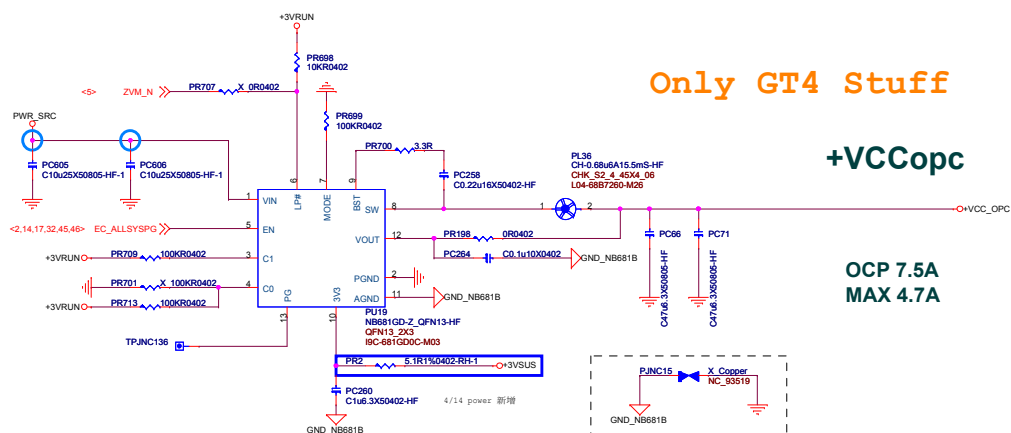 +3VRUN
PR698
10KR0402
Only GT4 Stuff
<5>
ZVM_N
PR707
X_0R0402
PWR_SRC
PR699
100KR0402
PR700
3.3R
PC605
C10u25X50805-HF-1
PC606
C10u25X50805-HF-1
PC258
C0.22u16X50402-HF
PL36
CH-0.68u6A15.5mS-HF
CHK_S2_4_45X4_06
L04-68B7260-M26
+VCCopc
6
7
9
LP#
MODE
BST
1
VIN
SW
8
1
2
+VCC_OPC
<2,14,17,32,45,46>
EC_ALLSYSPG
5
EN
VOUT
12
PR198
0R0402
PC66
C47u6.3X50805-HF
PC71
C47u6.3X50805-HF
PC264
C0.1u10X0402
GND_NB681B
+3VRUN
PR709
100KR0402
3
C1
PR701
X_100KR0402
4
C0
PGND
2
OCP 7.5A
MAX 4.7A
+3VRUN
PR713
100KR0402
AGND
11
GND_NB681B
PG
3V3
13
10
PU19
NB681GD-Z_QFN13-HF
QFN13_2X3
I9C-681GD0C-M03
TPJNC136
PR2
5.1R1%0402-RH-1
+3VSUS
PC260
C1u6.3X50402-HF
4/14 power 新增
GND_NB681B
PJNC15
X_Copper
NC_93519
GND_NB681B